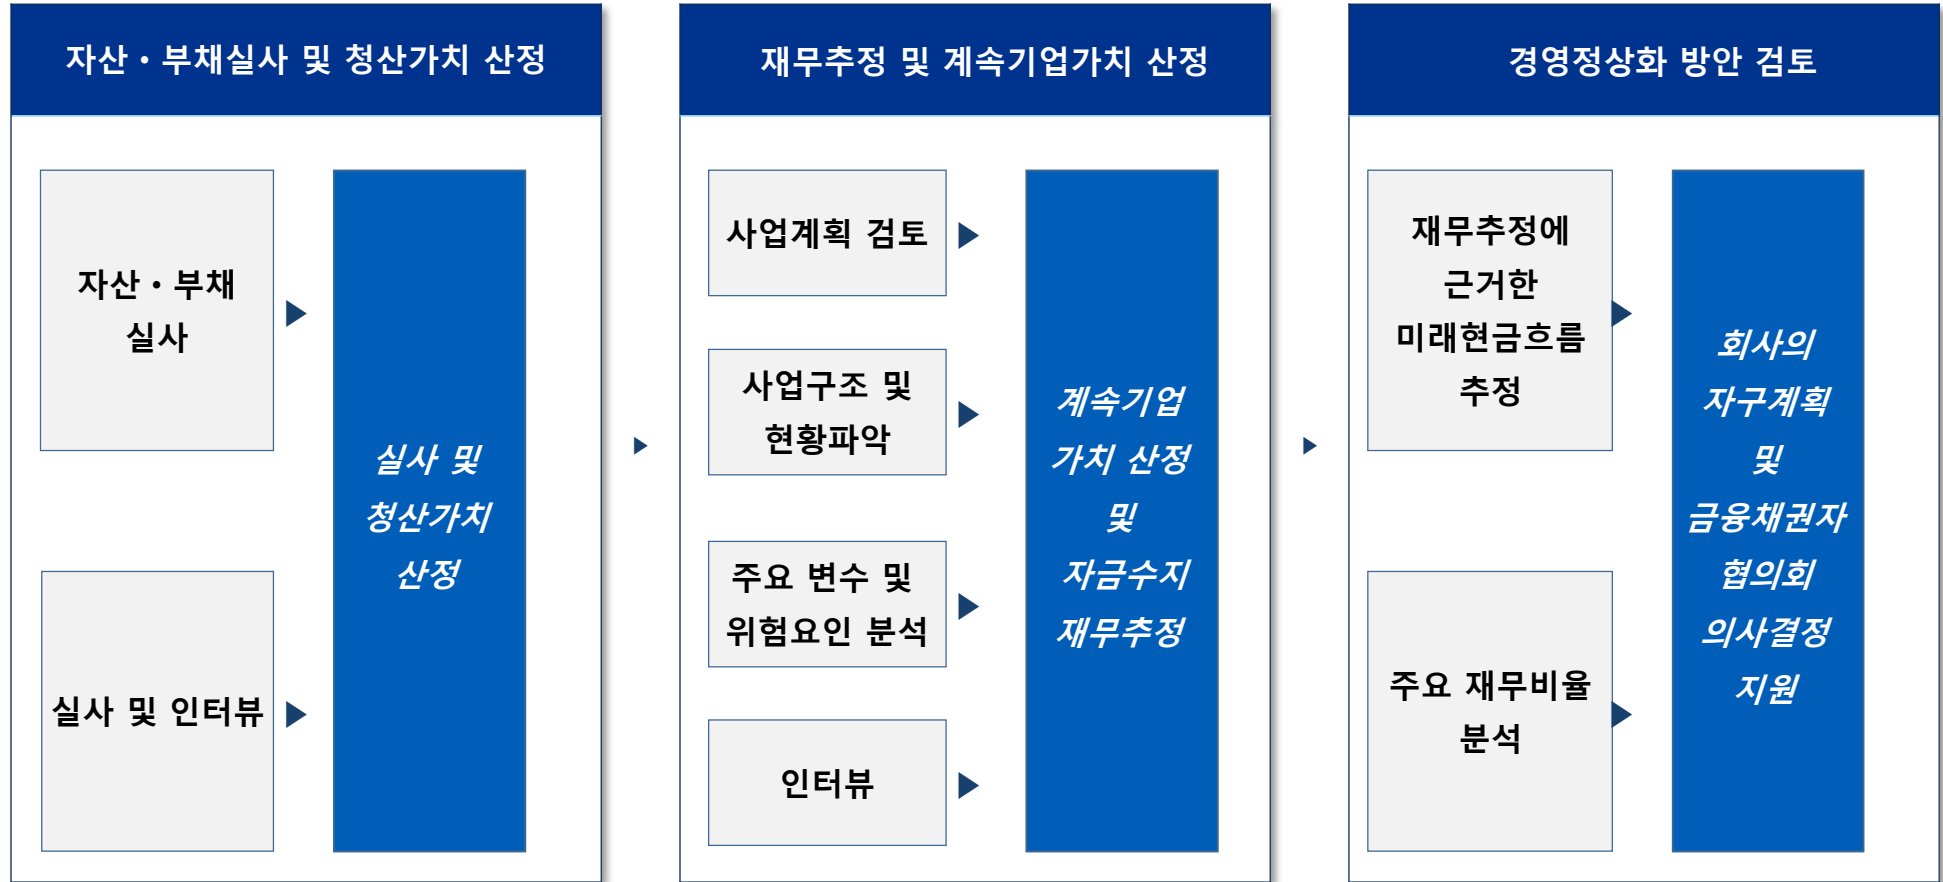 자산 • 부채실사 및 청산가치 산정
자산 • 부채
실사
실사 및 인터뷰
실사 및
청산가치
산정
재무추정 및 계속기업가치 산정
사업계획 검토
사업구조 및
현황파악
주요 변수 및
위험요인 분석
인터뷰
계속기업
가치 산정
및
자금수지
재무추정
경영정상화 방안 검토
재무추정에
근거한
미래현금흐름
추정
주요 재무비율
분석
회사의
자구계획
및
금융채권자
협의회
의사결정
지원